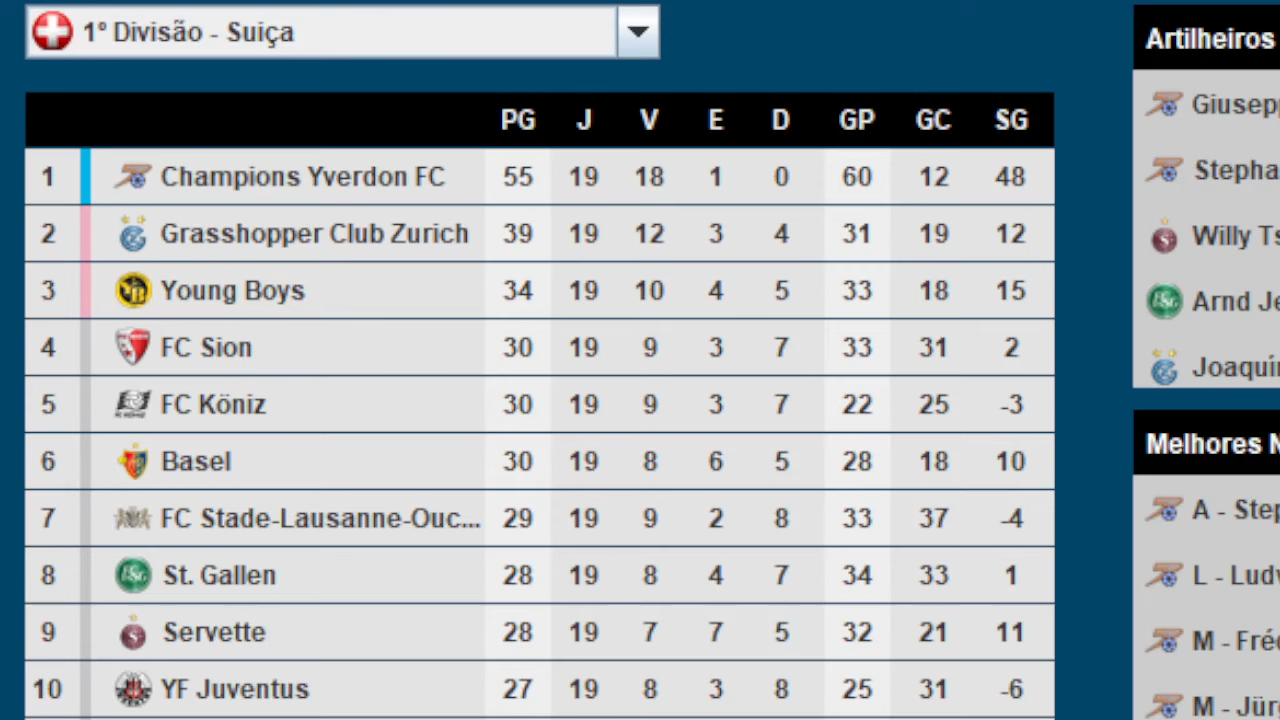 1º Divisão - Suiça
PG J V E D GP GC SG
1 Champions Yverdon FC 55 19 18 1 0 60 12 48
2 Grasshopper Club Zurich 39 19 12 3 4 31 19 12
3 Young Boys 34 19 10 4 5 33 18 15
4 FC Sion 30 19 9 3 7 33 31 2
5 FC Köniz 30 19 9 3 7 22 25 -3
6 Basel 30 19 8 6 5 28 18 10
7 FC Stade-Lausanne-Ouc... 29 19 9 2 8 33 37 -4
8 St. Gallen 28 19 8 4 7 34 33 1
9 Servette 28 19 7 7 5 32 21 11
10 YF Juventus 27 19 8 3 8 25 31 -6
Artilheiros
Giusepp
Stepha
Willy Ts
Arnd Je
Joaquin
Melhores N
A - Step
L - Ludv
M - Fréd
M - Jürg